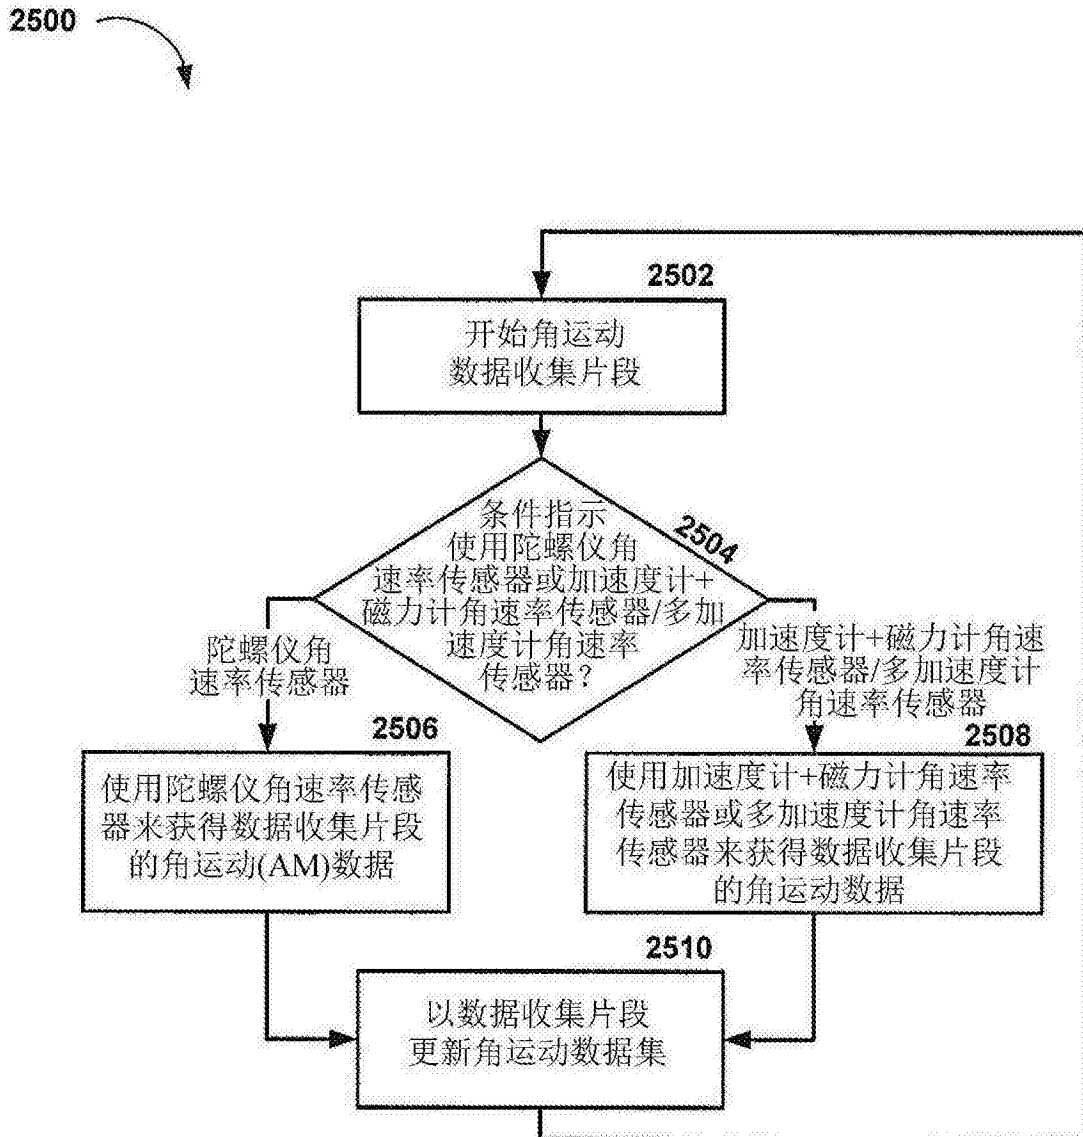 2500
2502
开始角运动
数据收集片段
2504
条件指示
使用陀螺仪角
速率传感器或加速度计+
磁力计角速率传感器/多加
速度计角速率
传感器？
陀螺仪角
速率传感器
加速度计+磁力计角速
率传感器/多加速度计
角速率传感器
2506
使用陀螺仪角速率传感
器来获得数据收集片段
的角运动(AM)数据
2508
使用加速度计+磁力计角速率
传感器或多加速度计角速率
传感器来获得数据收集片段
的角运动数据
2510
以数据收集片段
更新角运动数据集